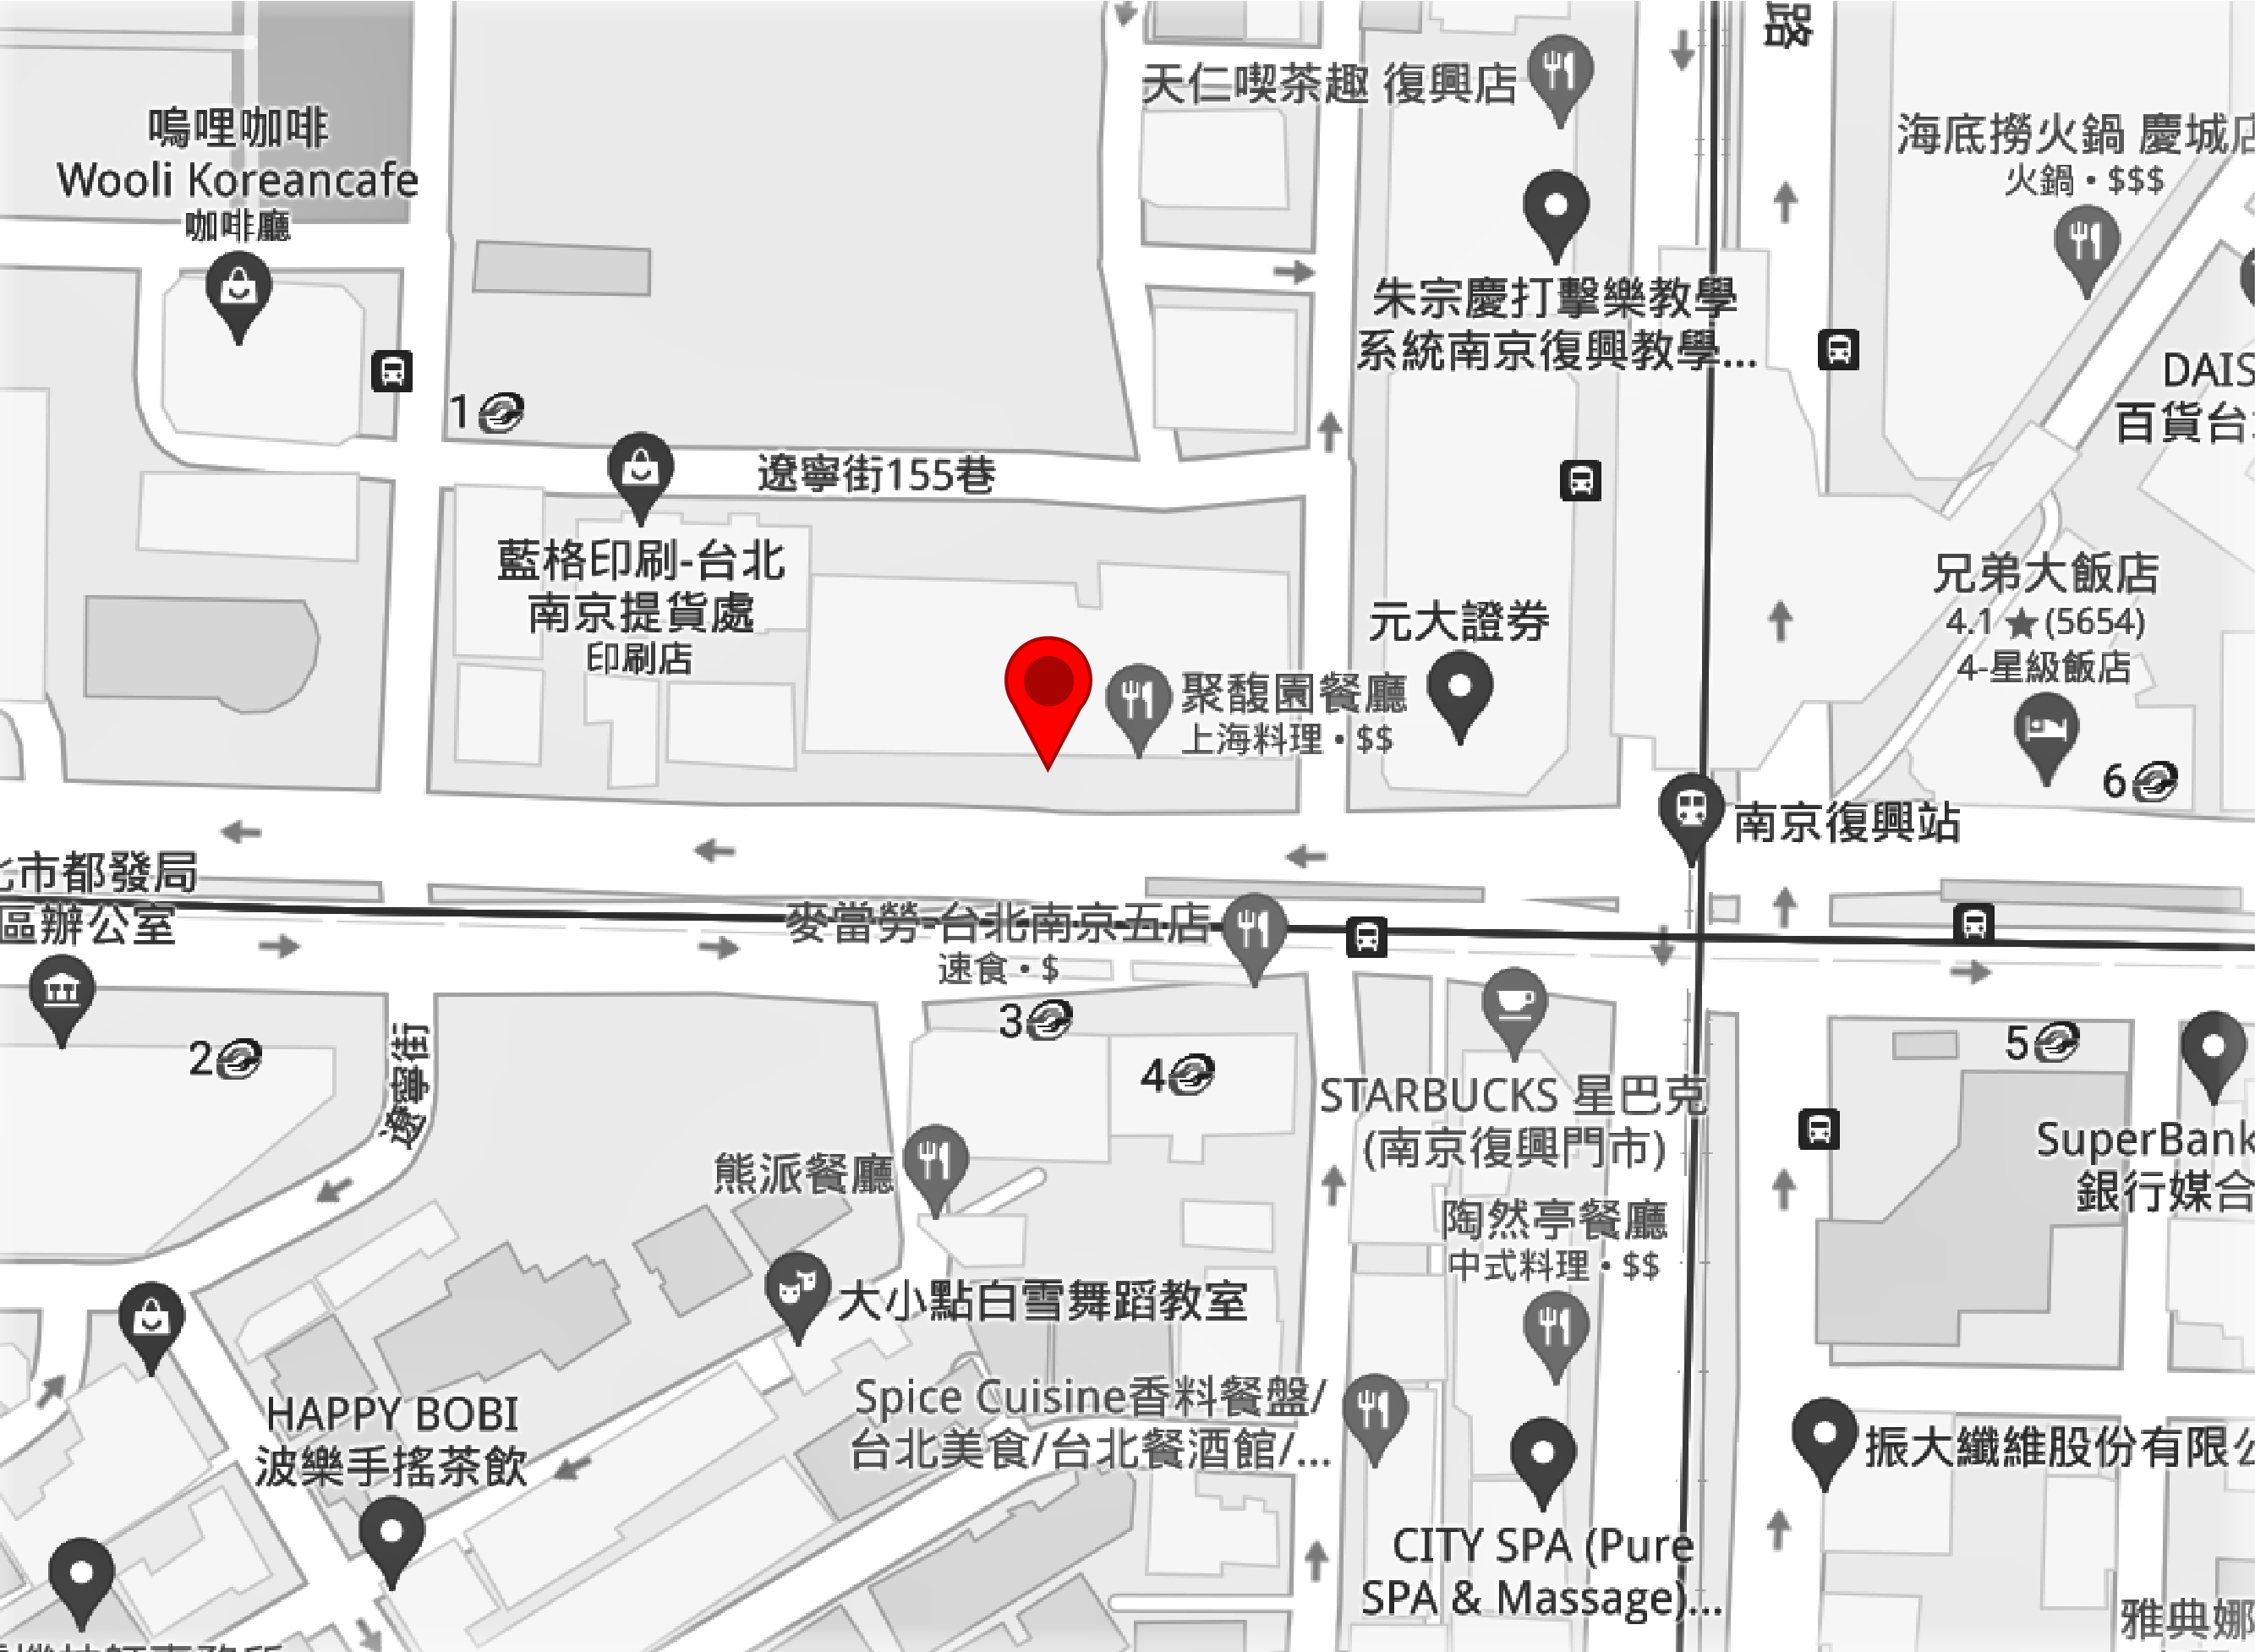 路
天仁喫茶趣 復興店
嗚哩咖啡
Wooli Koreancafe
咖啡廳
海底撈火鍋 慶城店
火鍋・$$$
朱宗慶打擊樂教學
系統南京復興教學...
DAIS
百貨台
1
遼寧街155巷
藍格印刷-台北
南京提貨處
印刷店
兄弟大飯店
4.1★(5654)
4-星級飯店
元大證券
聚馥園餐廳
上海料理・$$
6
南京復興站
市都發局
區辦公室
麥當勞-台北南京五店
速食・$
3
2
遼寧街
4
5
STARBUCKS 星巴克
(南京復興門市)
SuperBank
銀行媒合
熊派餐廳
陶然亭餐廳
中式料理・$$
大小點白雪舞蹈教室
Spice Cuisine香料餐盤/
台北美食/台北餐酒館/...
HAPPY BOBI
波樂手搖茶飲
振大纖維股份有限公
CITY SPA (Pure
SPA & Massage)...
雅典娜